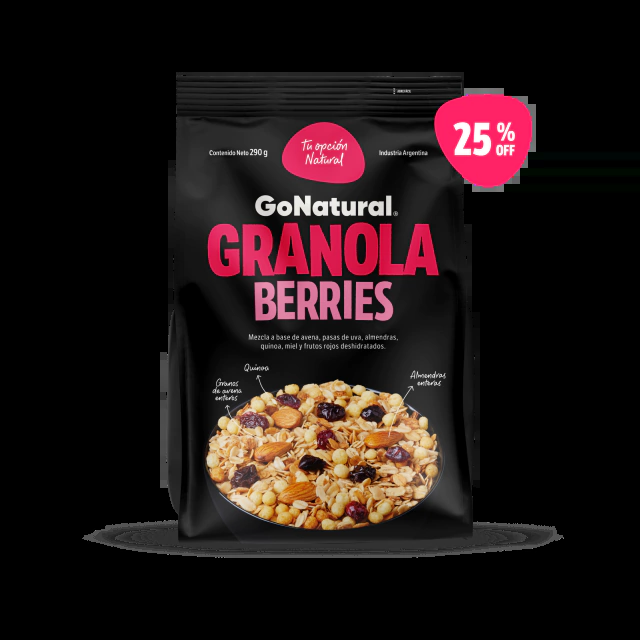 Tu opción
Natural
Contenido Neto 290 g
Industria Argentina
25% OFF
GoNatural®
GRANOLA
BERRIES
Mezcla a base de avena, pasas de uva, almendras,
quinoa, miel y frutos rojos deshidratados.
Quinoa
Granos
de avena
enteros
Almendras
enteras